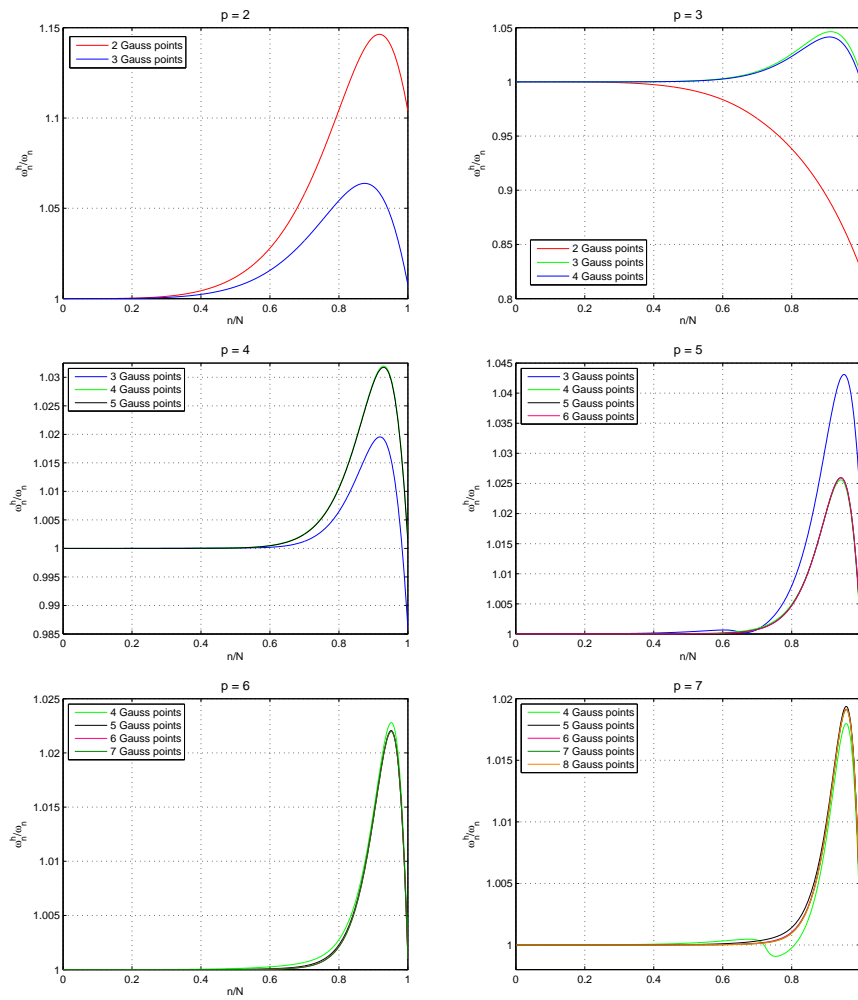 p = 2
1.15
1.1
1.05
1
ω_n^h/ω_n
2 Gauss points
3 Gauss points
0 0.2 0.4 0.6 0.8 1
n/N
p = 3
1.05
1
0.95
0.9
0.85
0.8
ω_n^h/ω_n
2 Gauss points
3 Gauss points
4 Gauss points
0 0.2 0.4 0.6 0.8
n/N
p = 4
1.03
1.025
1.02
1.015
1.01
1.005
1
0.995
0.99
0.985
ω_n^h/ω_n
3 Gauss points
4 Gauss points
5 Gauss points
0 0.2 0.4 0.6 0.8 1
n/N
p = 5
1.045
1.04
1.035
1.03
1.025
1.02
1.015
1.01
1.005
1
ω_n^h/ω_n
3 Gauss points
4 Gauss points
5 Gauss points
6 Gauss points
0 0.2 0.4 0.6 0.8
n/N
p = 6
1.025
1.02
1.015
1.01
1.005
1
ω_n^h/ω_n
4 Gauss points
5 Gauss points
6 Gauss points
7 Gauss points
0 0.2 0.4 0.6 0.8 1
n/N
p = 7
1.02
1.015
1.01
1.005
1
ω_n^h/ω_n
4 Gauss points
5 Gauss points
6 Gauss points
7 Gauss points
8 Gauss points
0 0.2 0.4 0.6 0.8
n/N